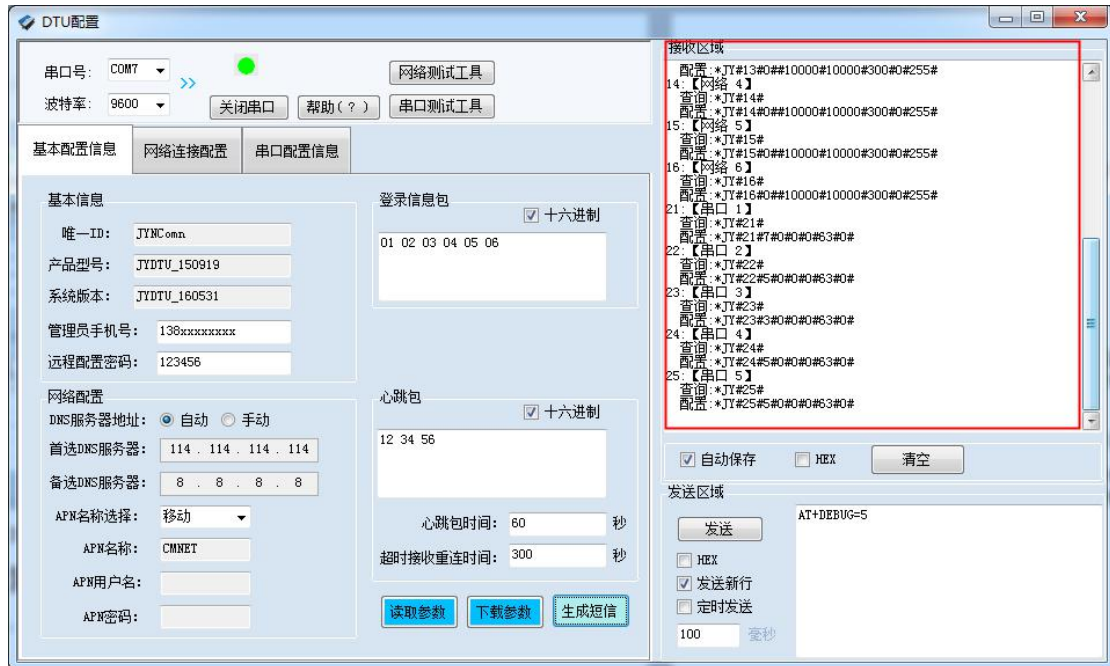 DTU配置
串口号: COM7
>>
网络测试工具
波特率: 9600
关闭串口
帮助(?)
串口测试工具
基本配置信息
网络连接配置
串口配置信息
基本信息
唯一ID: JYNComn
产品型号: JYDTU_150919
系统版本: JYDTU_160531
管理员手机号: 138xxxxxxxx
远程配置密码: 123456
网络配置
DNS服务器地址: 自动 手动
首选DNS服务器: 114 . 114 . 114 . 114
备选DNS服务器: 8 . 8 . 8 . 8
APN名称选择: 移动
APN名称: CMNET
APN用户名:
APN密码:
登录信息包
十六进制
01 02 03 04 05 06
心跳包
十六进制
12 34 56
心跳包时间: 60 秒
超时接收重连时间: 300 秒
读取参数
下载参数
生成短信
接收区域
配置:*JY#13#0##10000#10000#300#0#255#
14:【网络 4】
查询:*JY#14#
配置:*JY#14#0##10000#10000#300#0#255#
15:【网络 5】
查询:*JY#15#
配置:*JY#15#0##10000#10000#300#0#255#
16:【网络 6】
查询:*JY#16#
配置:*JY#16#0##10000#10000#300#0#255#
21:【串口 1】
查询:*JY#21#
配置:*JY#21#7#0#0#0#63#0#
22:【串口 2】
查询:*JY#22#
配置:*JY#22#5#0#0#0#63#0#
23:【串口 3】
查询:*JY#23#
配置:*JY#23#3#0#0#0#63#0#
24:【串口 4】
查询:*JY#24#
配置:*JY#24#5#0#0#0#63#0#
25:【串口 5】
查询:*JY#25#
配置:*JY#25#5#0#0#0#63#0#
自动保存
HEX
清空
发送区域
发送
AT+DEBUG=5
HEX
发送新行
定时发送
100 毫秒